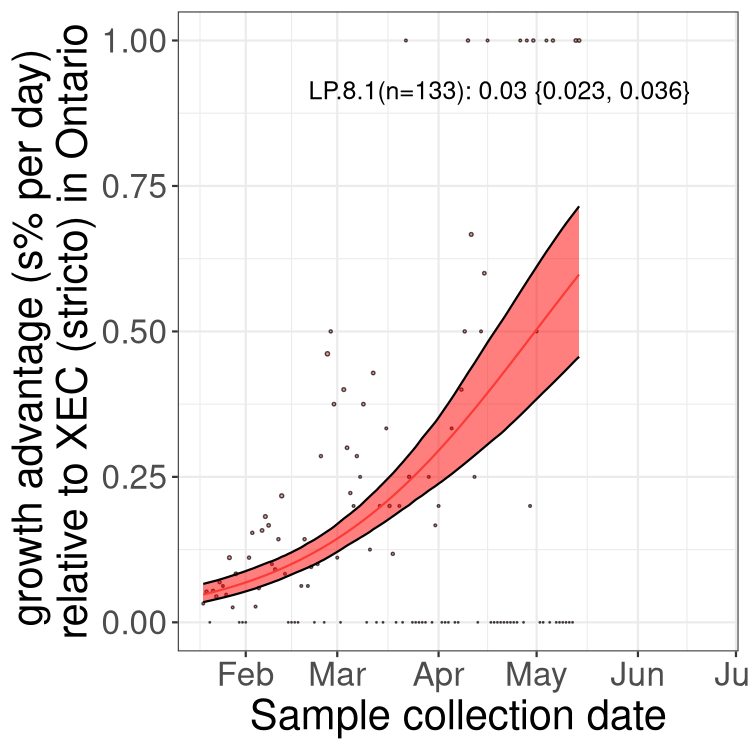 growth advantage (s% per day)
relative to XEC (stricto) in Ontario
1.00
0.75
0.50
0.25
0.00
LP.8.1(n=133): 0.03 {0.023, 0.036}
Feb Mar Apr May Jun Ju
Sample collection date